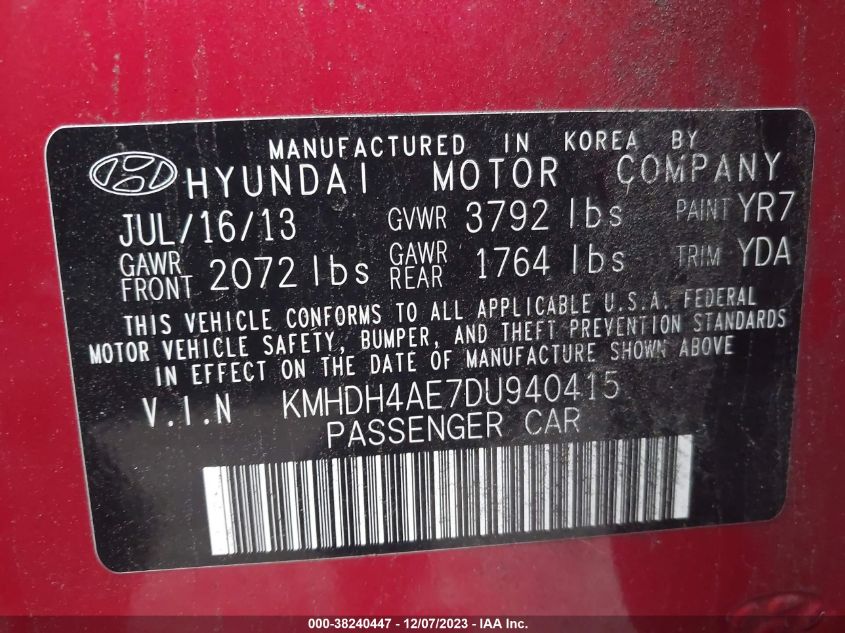 MANUFACTURED IN KOREA BY
HYUNDAI MOTOR COMPANY
JUL/16/13 GVWR 3792 lbs PAINT YR7
GAWR FRONT 2072 lbs GAWR REAR 1764 lbs TRIM YDA
THIS VEHICLE CONFORMS TO ALL APPLICABLE U.S.A. FEDERAL
MOTOR VEHICLE SAFETY, BUMPER, AND THEFT PREVENTION STANDARDS
IN EFFECT ON THE DATE OF MANUFACTURE SHOWN ABOVE
V.I.N KMHDH4AE7DU940415
PASSENGER CAR
000-38240447 - 12/07/2023 - IAA Inc.